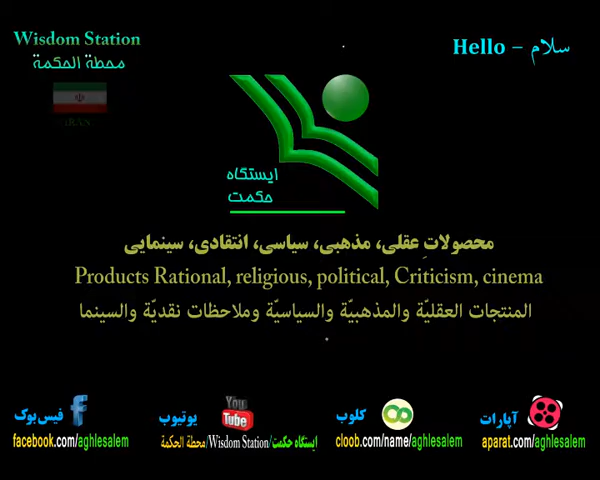 Wisdom Station
محطة الحكمة
iRAN
Hello – سلام
ایستگاه
حکمت
محصولاتِ عقلی، مذهبی، سیاسی، انتقادی، سینمایی
Products Rational, religious, political, Criticism, cinema
المنتجات العقليّة والمذهبيّة والسياسيّة وملاحظات نقديّة والسينما
فیس‌بوک
facebook.com/aghlesalem
یوتیوب
You Tube
ایستگاه حکمت/Wisdom Station/محطة الحكمة
کلوب
cloob.com/name/aghlesalem
آپارات
aparat.com/aghlesalem